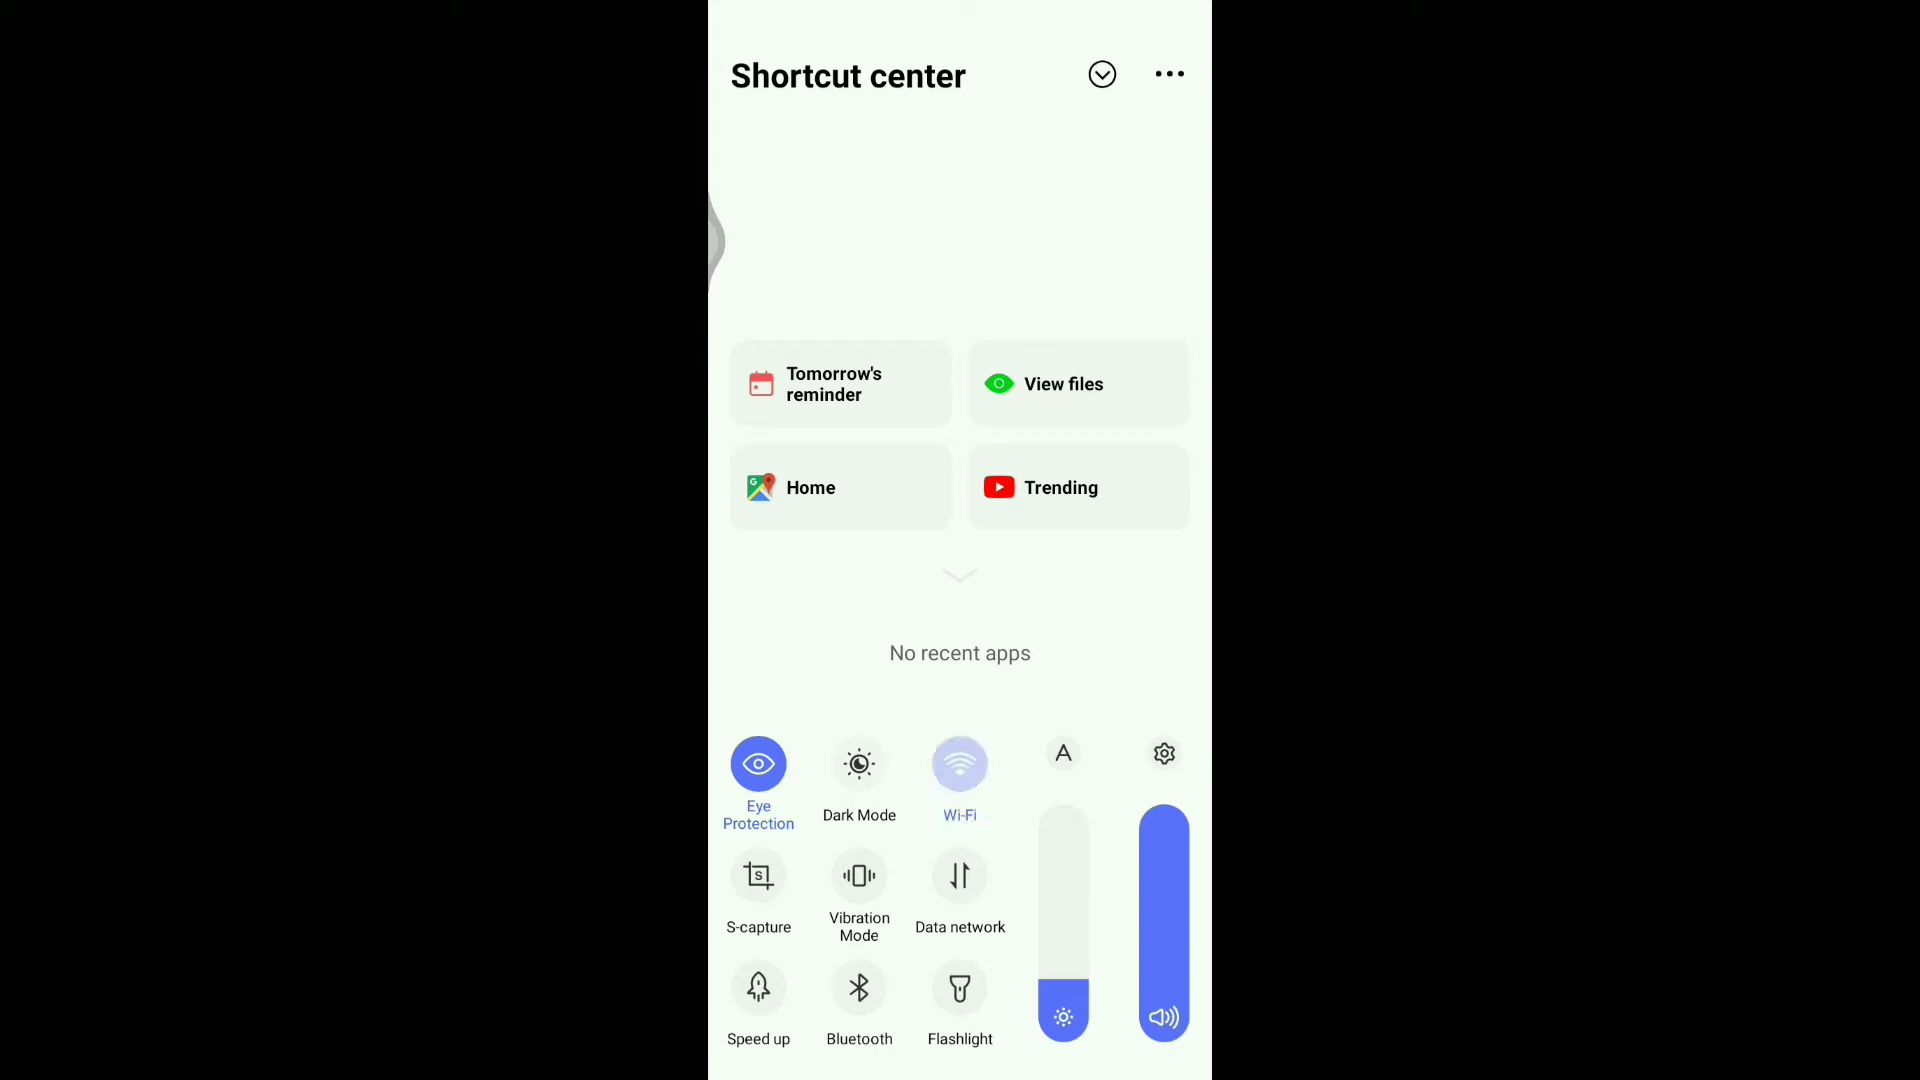 Shortcut center
Tomorrow's
reminder
View files
Home
Trending
No recent apps
A
Eye
Protection
Dark Mode
Wi-Fi
S-capture
Vibration
Mode
Data network
Speed up
Bluetooth
Flashlight